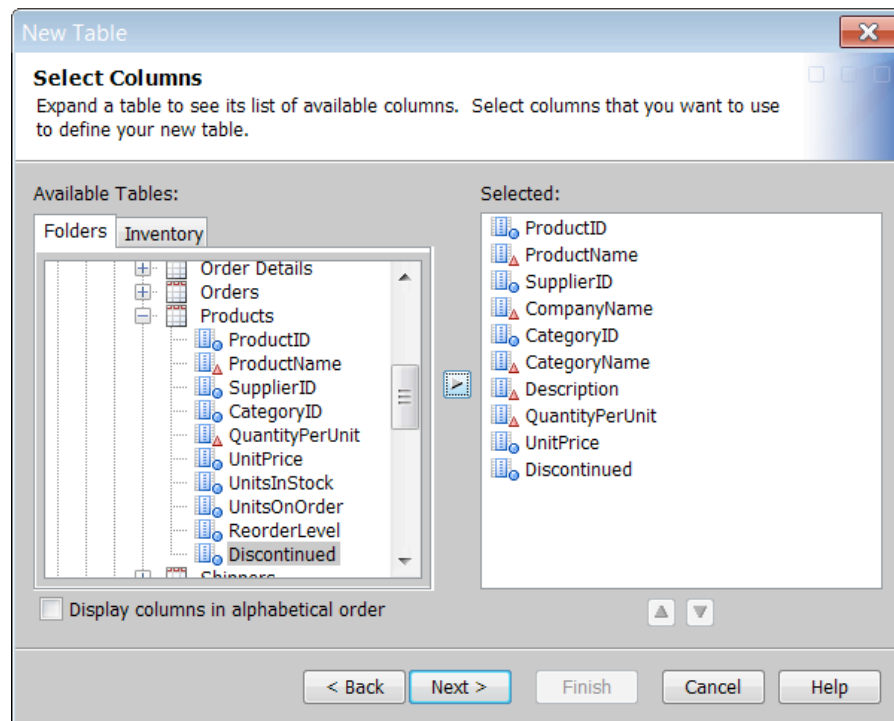 New Table
Select Columns
Expand a table to see its list of available columns.  Select columns that you want to use
to define your new table.
Available Tables:
Folders
Inventory
Order Details
Orders
Products
ProductID
ProductName
SupplierID
CategoryID
QuantityPerUnit
UnitPrice
UnitsInStock
UnitsOnOrder
ReorderLevel
Discontinued
Shippers
Display columns in alphabetical order
Selected:
ProductID
ProductName
SupplierID
CompanyName
CategoryID
CategoryName
Description
QuantityPerUnit
UnitPrice
Discontinued
< Back
Next >
Finish
Cancel
Help